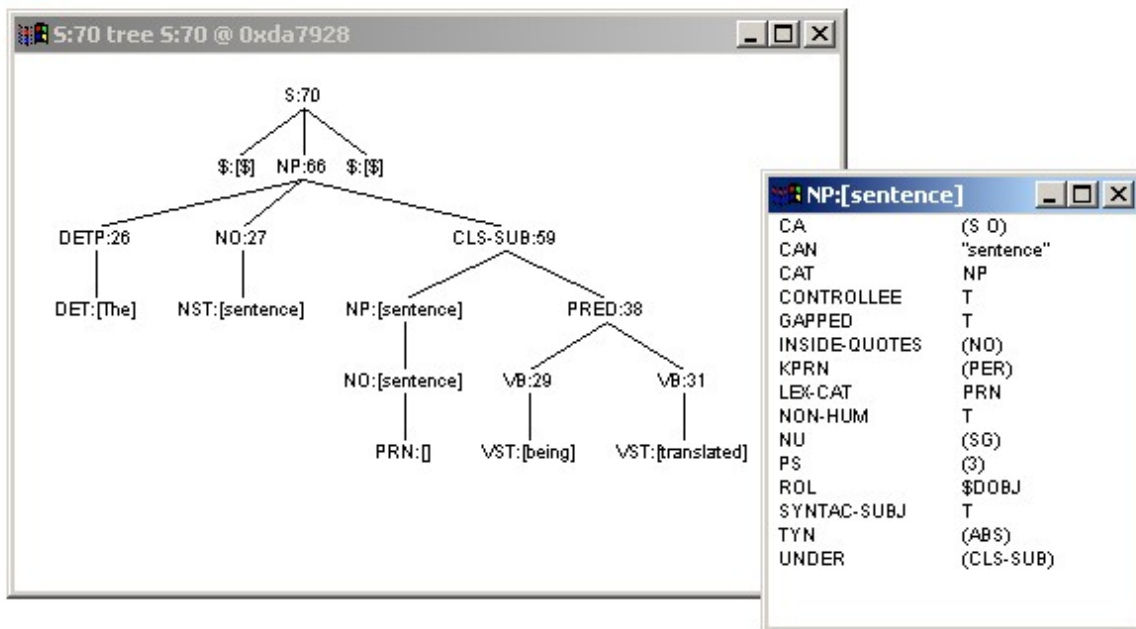 S:70 tree S:70 @ 0xda7928
S:70
$:[$] NP:66 $:[$]
DETP:26 NO:27 CLS-SUB:59
DET:[The] NST:[sentence] NP:[sentence] PRED:38
NO:[sentence] VB:29 VB:31
PRN:[] VST:[being] VST:[translated]
NP:[sentence]
CA (S O)
CAN "sentence"
CAT NP
CONTROLLEE T
GAPPED T
INSIDE-QUOTES (NO)
KPRN (PER)
LEX-CAT PRN
NON-HUM T
NU (SG)
PS (3)
ROL $DOBJ
SYNTAC-SUBJ T
TYN (ABS)
UNDER (CLS-SUB)